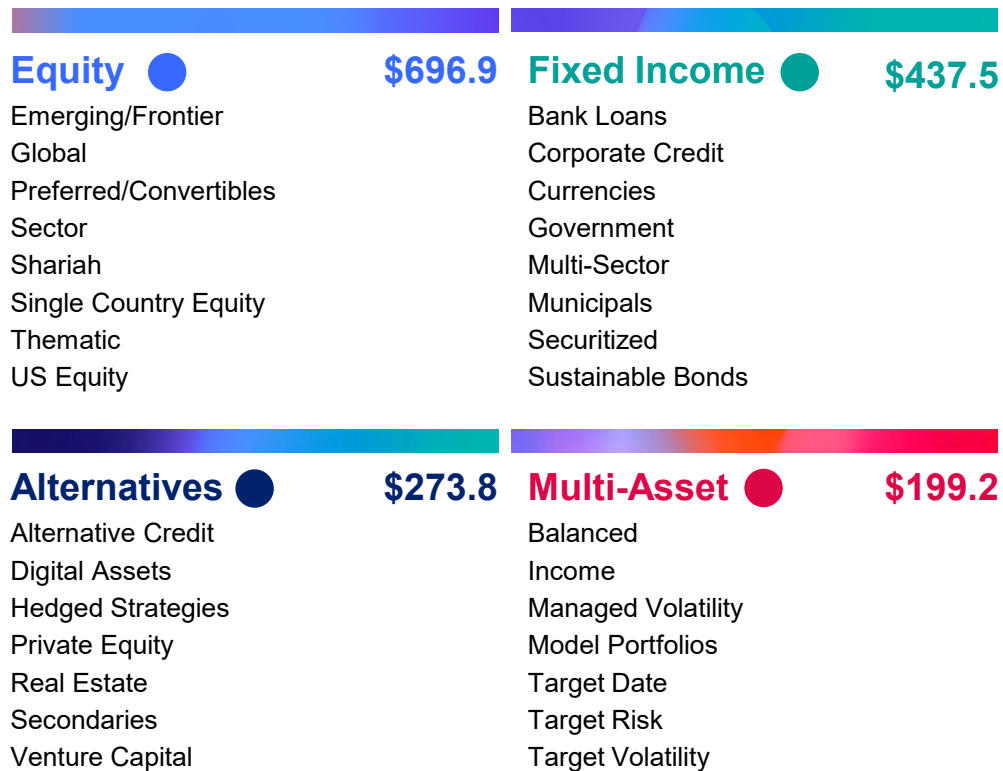 Equity $696.9
Emerging/Frontier
Global
Preferred/Convertibles
Sector
Shariah
Single Country Equity
Thematic
US Equity
Fixed Income $437.5
Bank Loans
Corporate Credit
Currencies
Government
Multi-Sector
Municipals
Securitized
Sustainable Bonds
Alternatives $273.8
Alternative Credit
Digital Assets
Hedged Strategies
Private Equity
Real Estate
Secondaries
Venture Capital
Multi-Asset $199.2
Balanced
Income
Managed Volatility
Model Portfolios
Target Date
Target Risk
Target Volatility